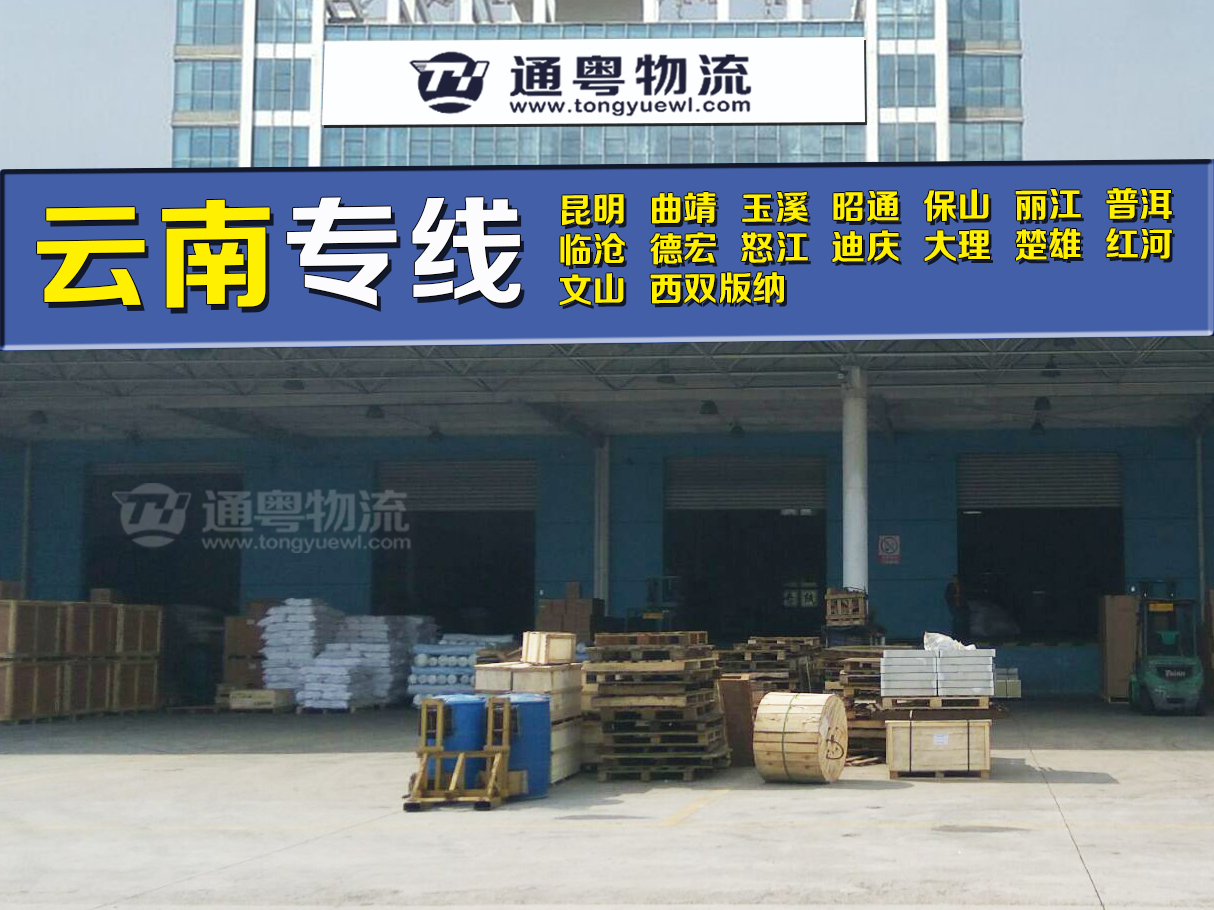 通粤物流
www.tongyuewl.com
云南专线
昆明 曲靖 玉溪 昭通 保山 丽江 普洱
临沧 德宏 怒江 迪庆 大理 楚雄 红河
文山 西双版纳
通粤物流
www.tongyuewl.com